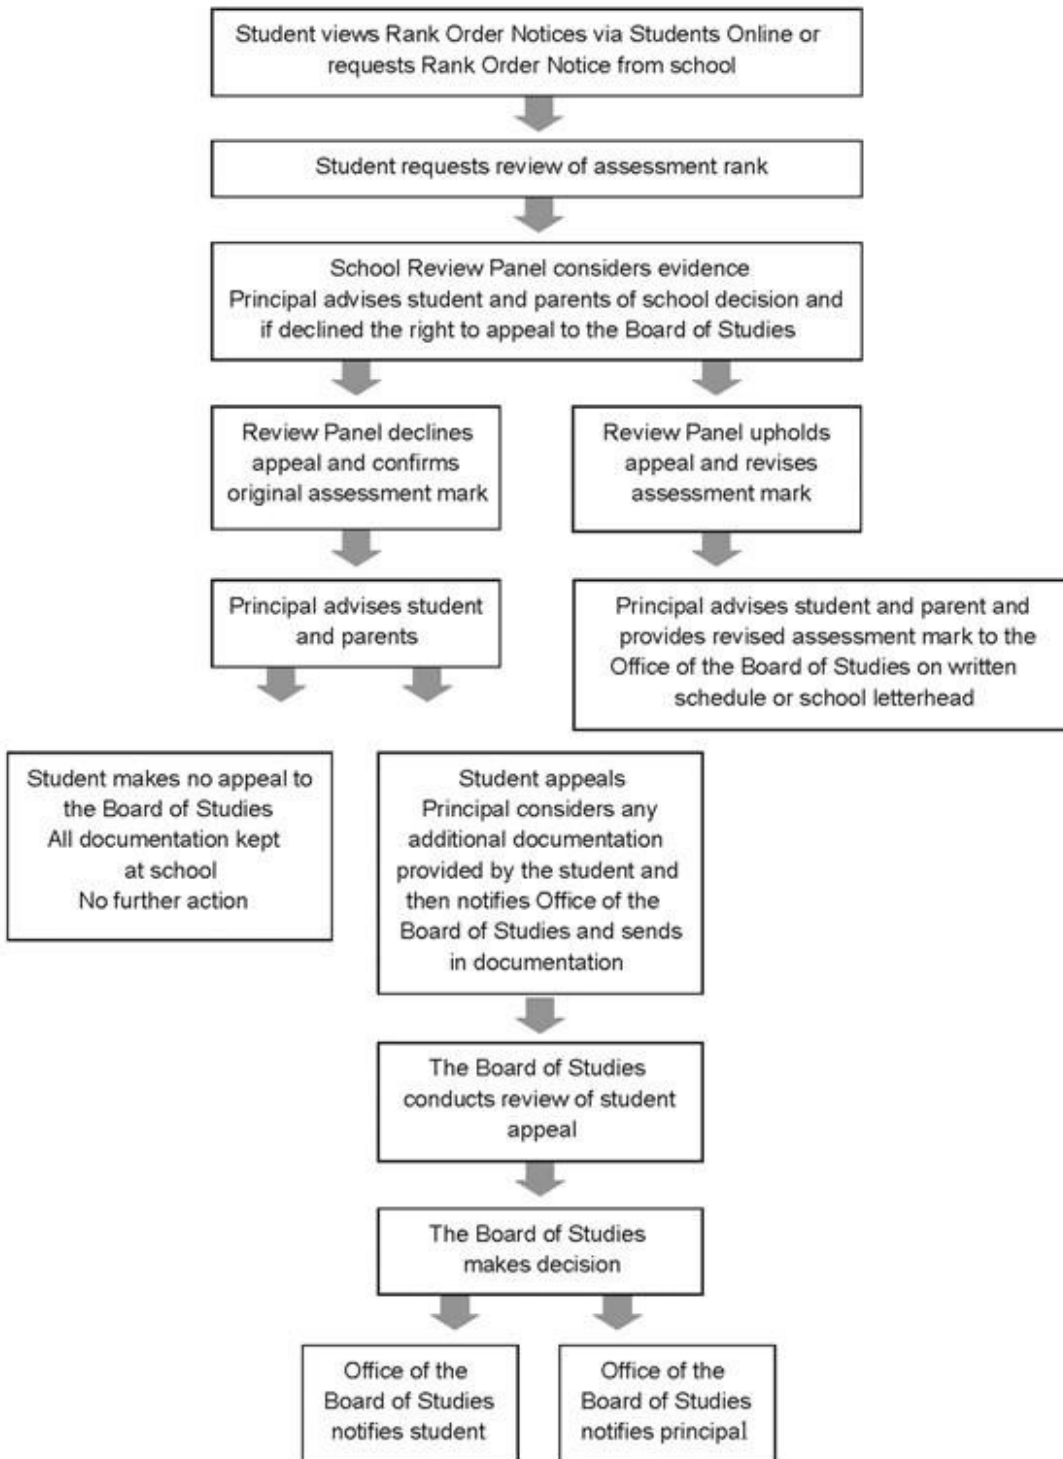 Student views Rank Order Notices via Students Online or
requests Rank Order Notice from school
Student requests review of assessment rank
School Review Panel considers evidence
Principal advises student and parents of school decision and
if declined the right to appeal to the Board of Studies
Review Panel declines
appeal and confirms
original assessment mark
Review Panel upholds
appeal and revises
assessment mark
Principal advises student
and parents
Principal advises student and parent and
provides revised assessment mark to the
Office of the Board of Studies on written
schedule or school letterhead
Student makes no appeal to
the Board of Studies
All documentation kept
at school
No further action
Student appeals
Principal considers any
additional documentation
provided by the student and
then notifies Office of the
Board of Studies and sends
in documentation
The Board of Studies
conducts review of student
appeal
The Board of Studies
makes decision
Office of the
Board of Studies
notifies student
Office of the
Board of Studies
notifies principal